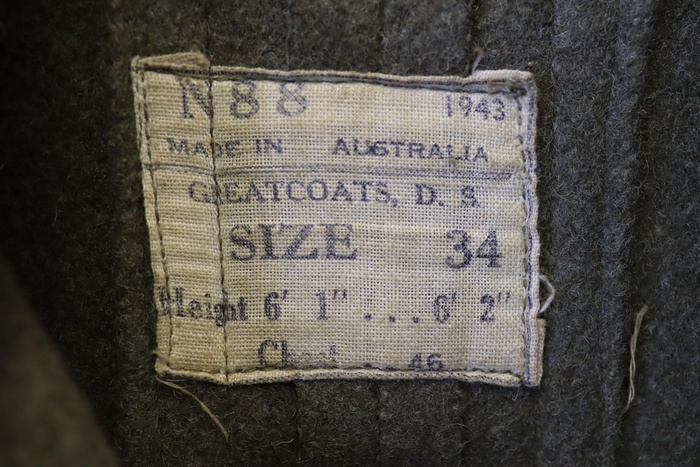 N88 1943
MADE IN AUSTRALIA
GREATCOATS, D. S.
SIZE 34
Height 6' 1" . . . 6' 2"
Chest . . 46